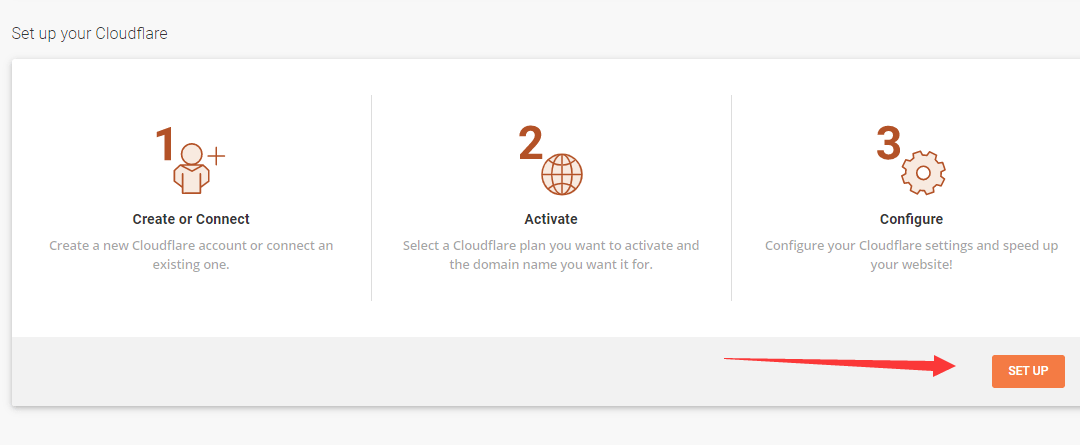 Set up your Cloudflare
1
Create or Connect
Create a new Cloudflare account or connect an
existing one.
2
Activate
Select a Cloudflare plan you want to activate and
the domain name you want it for.
3
Configure
Configure your Cloudflare settings and speed up
your website!
SET UP